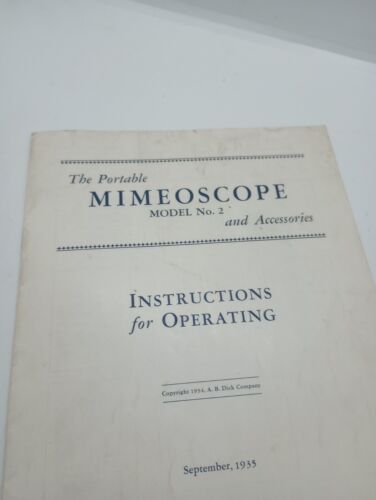 The Portable
MIMEOSCOPE
MODEL No. 2
and Accessories
INSTRUCTIONS
for OPERATING
Copyright 1934, A. B. Dick Company
September, 1935